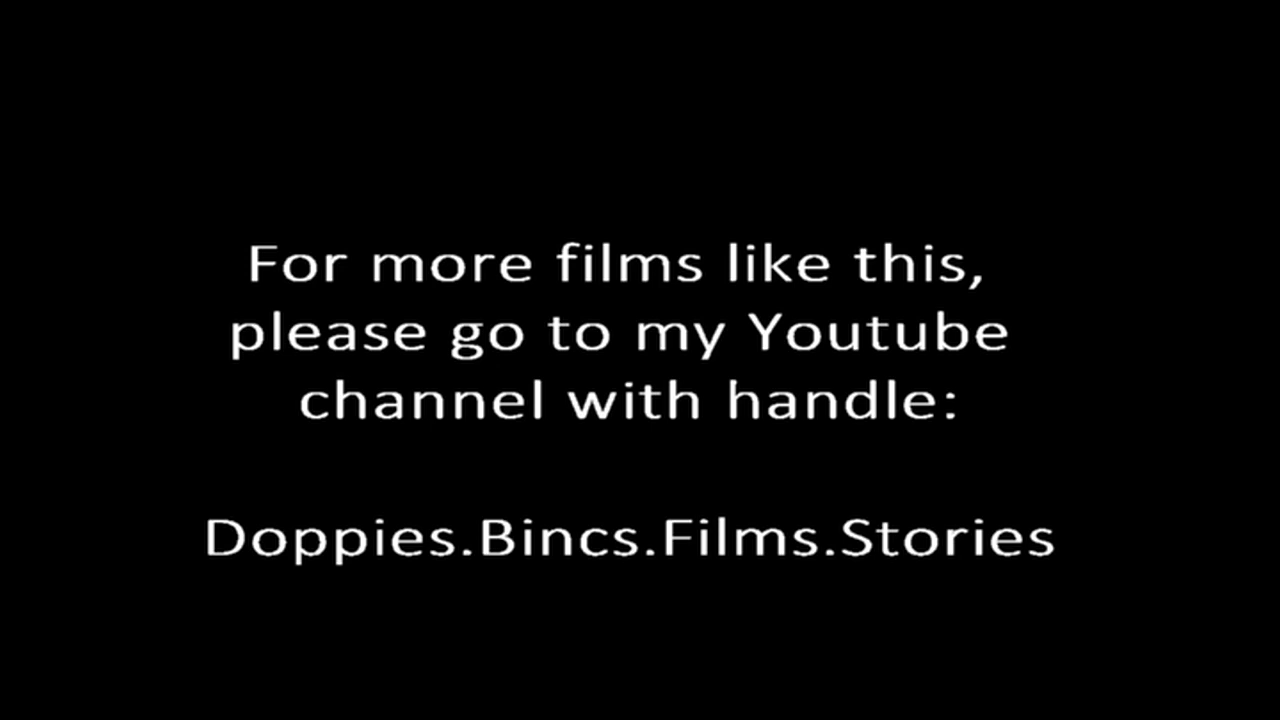 For more films like this,
please go to my Youtube
channel with handle:
Doppies.Bincs.Films.Stories